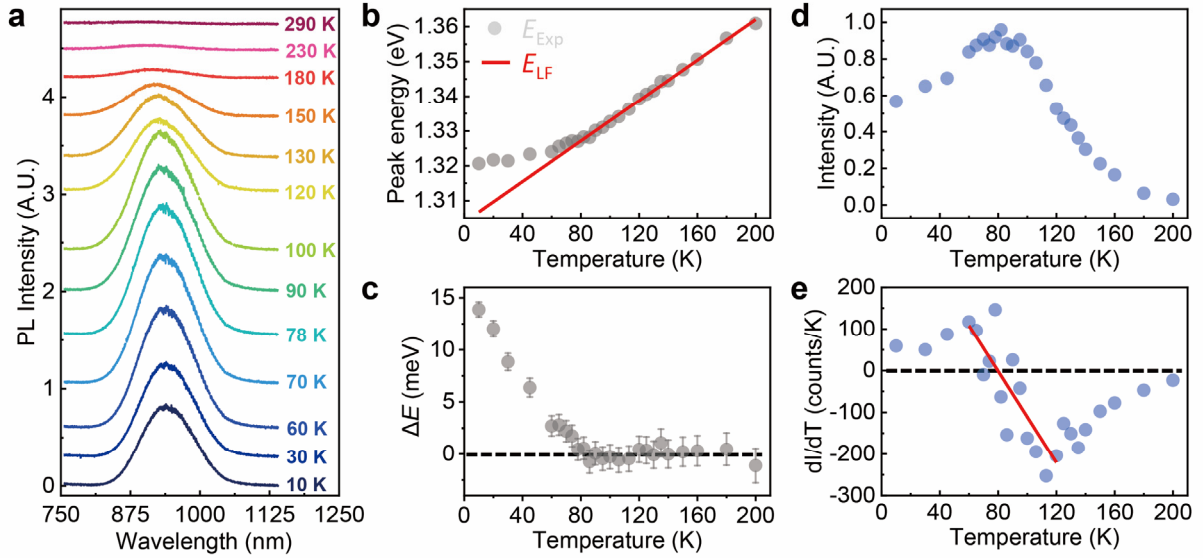 a
290 K
230 K
180 K
150 K
130 K
120 K
100 K
90 K
78 K
70 K
60 K
30 K
10 K
4
3
2
1
0
PL Intensity (A.U.)
750 875 1000 1125 1250
Wavelength (nm)
b
E_Exp
E_LF
1.36
1.35
1.34
1.33
1.32
1.31
Peak energy (eV)
0 40 80 120 160 200
Temperature (K)
c
15
10
5
0
ΔE (meV)
0 40 80 120 160 200
Temperature (K)
d
1.0
0.8
0.6
0.4
0.2
0.0
Intensity (A.U.)
0 40 80 120 160 200
Temperature (K)
e
200
100
0
-100
-200
-300
dI/dT (counts/K)
0 40 80 120 160 200
Temperature (K)